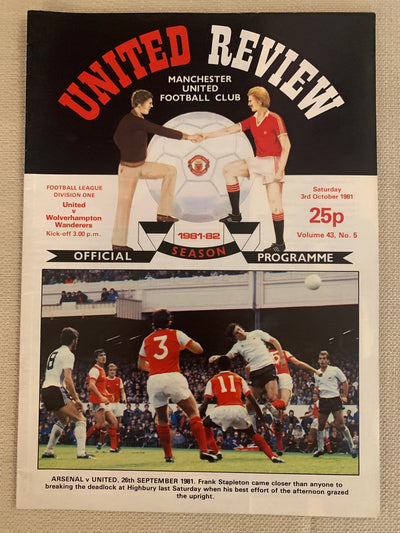 UNITED REVIEW
MANCHESTER
UNITED
FOOTBALL CLUB
FOOTBALL LEAGUE
DIVISION ONE
United
v
Wolverhampton
Wanderers
Kick-off 3.00 p.m.
Saturday
3rd October 1981
25p
Volume 43, No. 5
1981-82
SEASON
OFFICIAL PROGRAMME
8
3
11
ARSENAL v UNITED. 26th SEPTEMBER 1981. Frank Stapleton came closer than anyone to
breaking the deadlock at Highbury last Saturday when his best effort of the afternoon grazed
the upright.